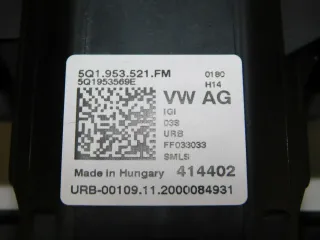 5Q1.953.521.FM 0180
5Q1953569E H14
VW AG
IGI
038
URB
FF033033
SMLS
Made in Hungary 414402
URB-00109.11.2000084931